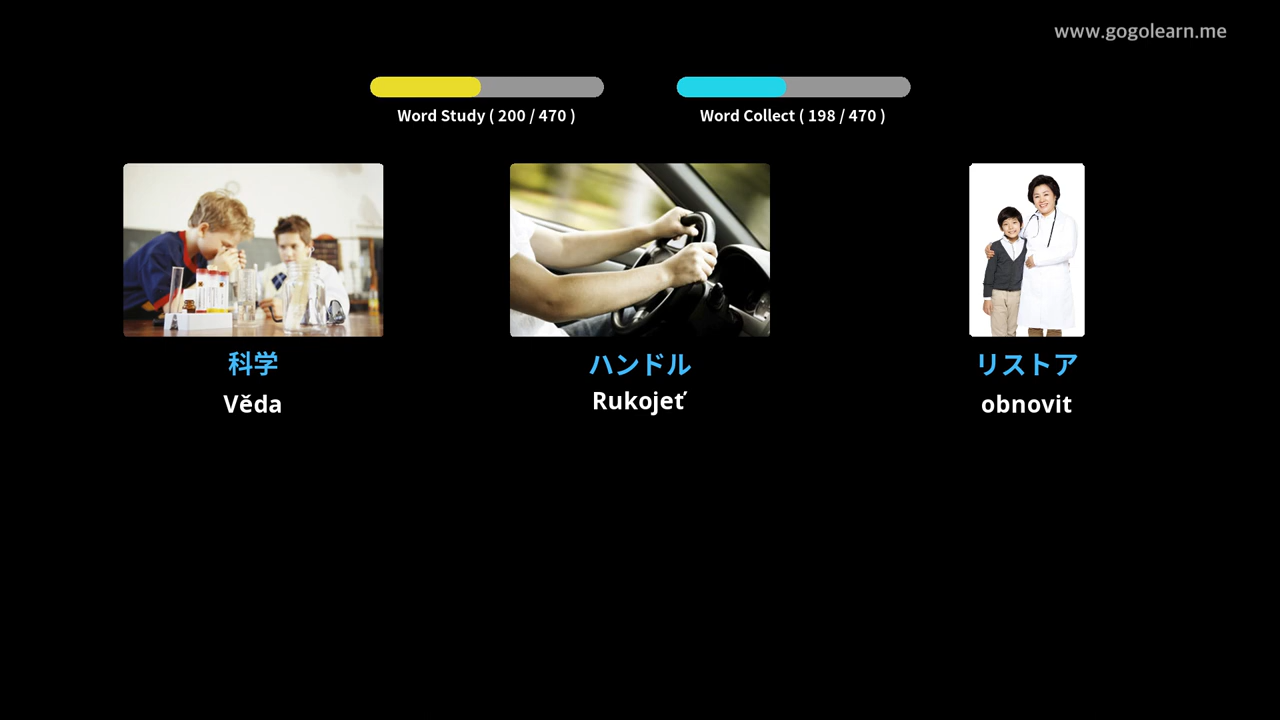 www.gogolearn.me
Word Study ( 200 / 470 )
Word Collect ( 198 / 470 )
科学
Věda
ハンドル
Rukojeť
リストア
obnovit